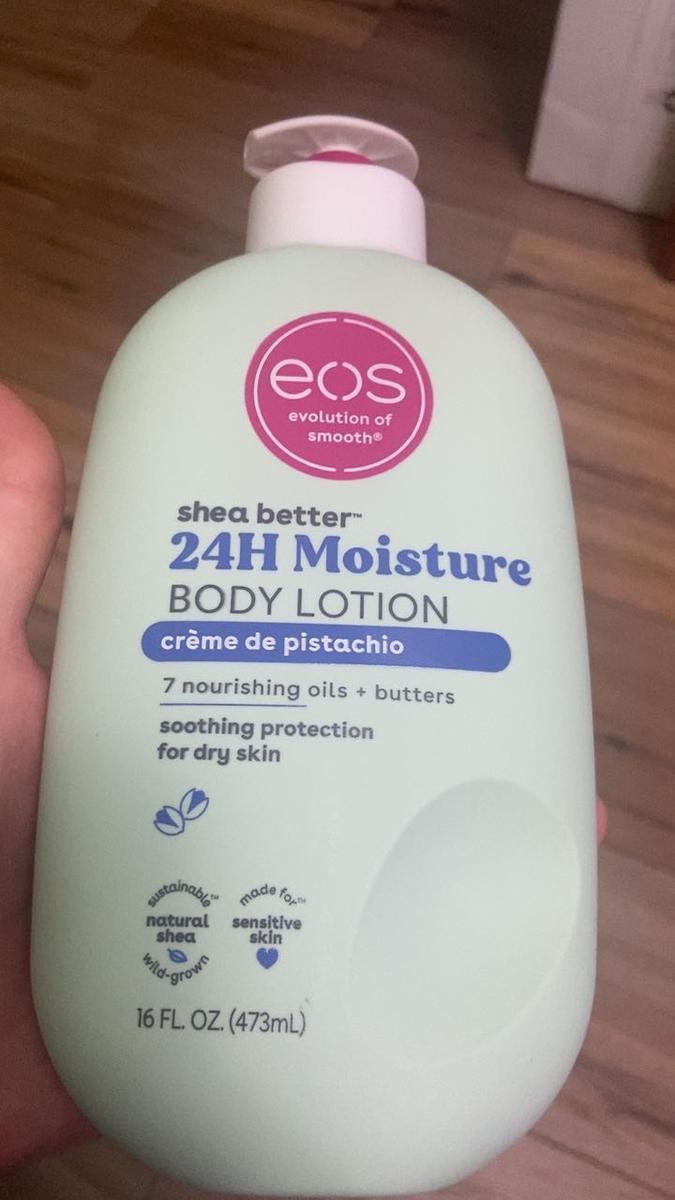 eos
evolution of
smooth®
shea better™
24H Moisture
BODY LOTION
crème de pistachio
7 nourishing oils + butters
soothing protection
for dry skin
sustainable™
natural
shea
wild-grown
made for™
sensitive
skin
16 FL. OZ. (473mL)